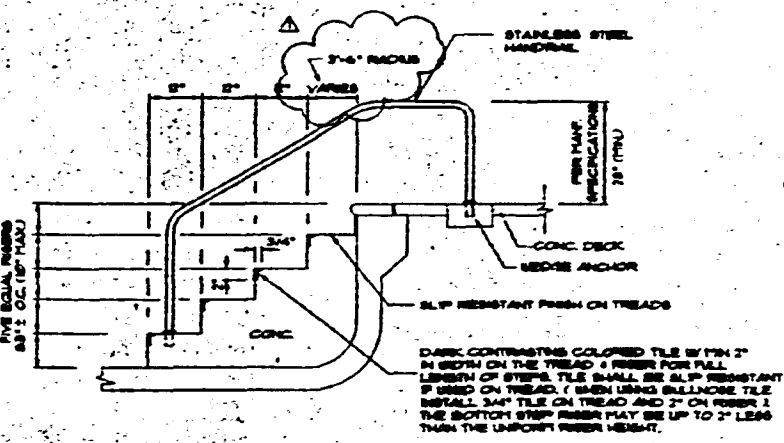 STAINLESS STEEL
HANDRAIL
3'-6" RADIUS
VARIES
12"
12"
PER MANF.
SPECIFICATIONS
28" (MIN.)
FIVE EQUAL RISERS
± O.C. (10" MAX.)
3/4"
2"
CONC.
CONC. DECK
WEDGE ANCHOR
SLIP RESISTANT FINISH ON TREADS
DARK CONTRASTING COLORED TILE W/ MIN 2"
IN WIDTH ON THE TREAD & RISER FOR FULL
LENGTH OF STEPS. TILE SHALL BE SLIP RESISTANT
IF USED ON TREAD. ( WHEN USING BULLNOSE TILE
INSTALL 3/4" TILE ON TREAD AND 2" ON RISER )
THE BOTTOM STEP RISER MAY BE UP TO 2" LESS
THAN THE UNIFORM RISER HEIGHT.